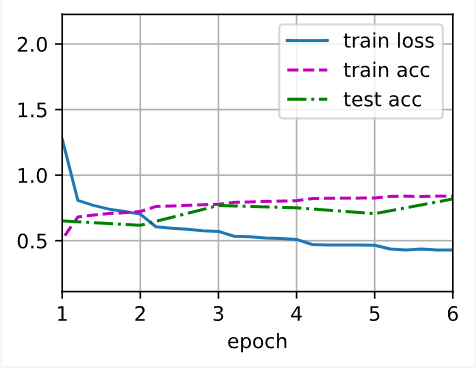 2.0
1.5
1.0
0.5
train loss
train acc
test acc
1 2 3 4 5 6
epoch